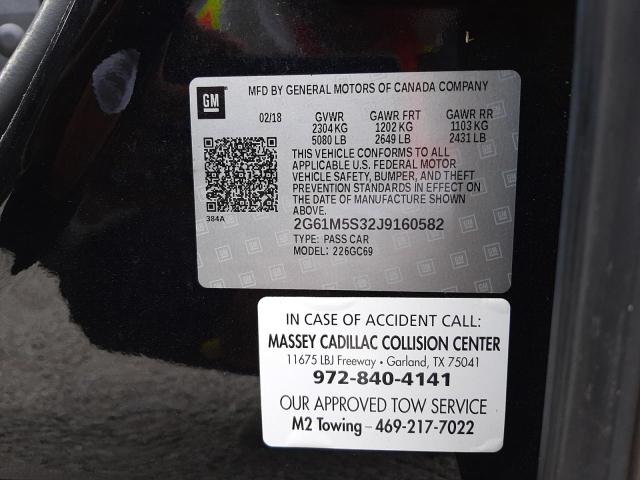 GM
MFD BY GENERAL MOTORS OF CANADA COMPANY
02/18 GVWR GAWR FRT GAWR RR
2304 KG 1202 KG 1103 KG
5080 LB 2649 LB 2431 LB
THIS VEHICLE CONFORMS TO ALL
APPLICABLE U.S. FEDERAL MOTOR
VEHICLE SAFETY, BUMPER, AND THEFT
PREVENTION STANDARDS IN EFFECT ON
THE DATE OF MANUFACTURE SHOWN
ABOVE.
384A
2G61M5S32J9160582
TYPE: PASS CAR
MODEL: 226GC69
IN CASE OF ACCIDENT CALL:
MASSEY CADILLAC COLLISION CENTER
11675 LBJ Freeway • Garland, TX 75041
972-840-4141
OUR APPROVED TOW SERVICE
M2 Towing – 469-217-7022